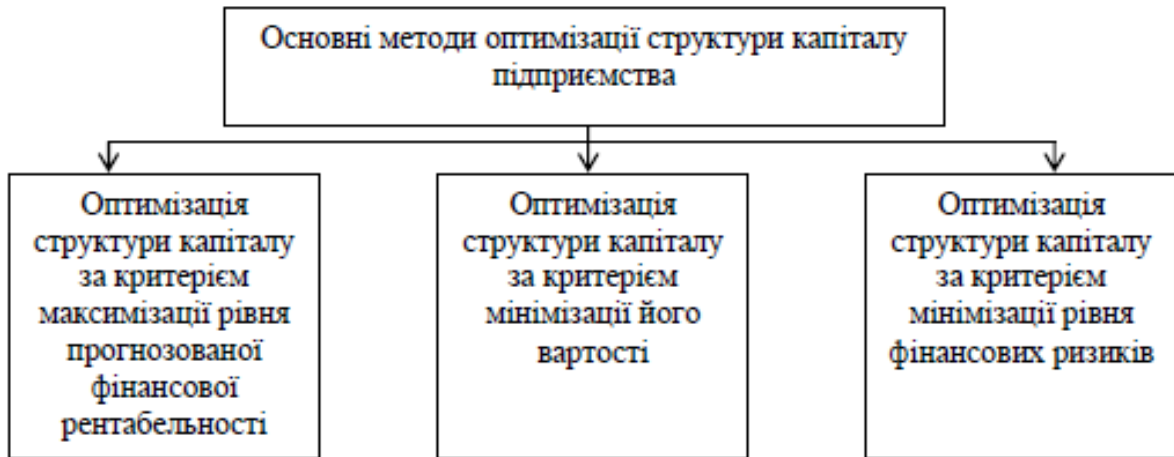 Основні методи оптимізації структури капіталу
підприємства
Оптимізація
структури капіталу
за критерієм
максимізації рівня
прогнозованої
фінансової
рентабельності
Оптимізація
структури капіталу
за критерієм
мінімізації його
вартості
Оптимізація
структури капіталу
за критерієм
мінімізації рівня
фінансових ризиків